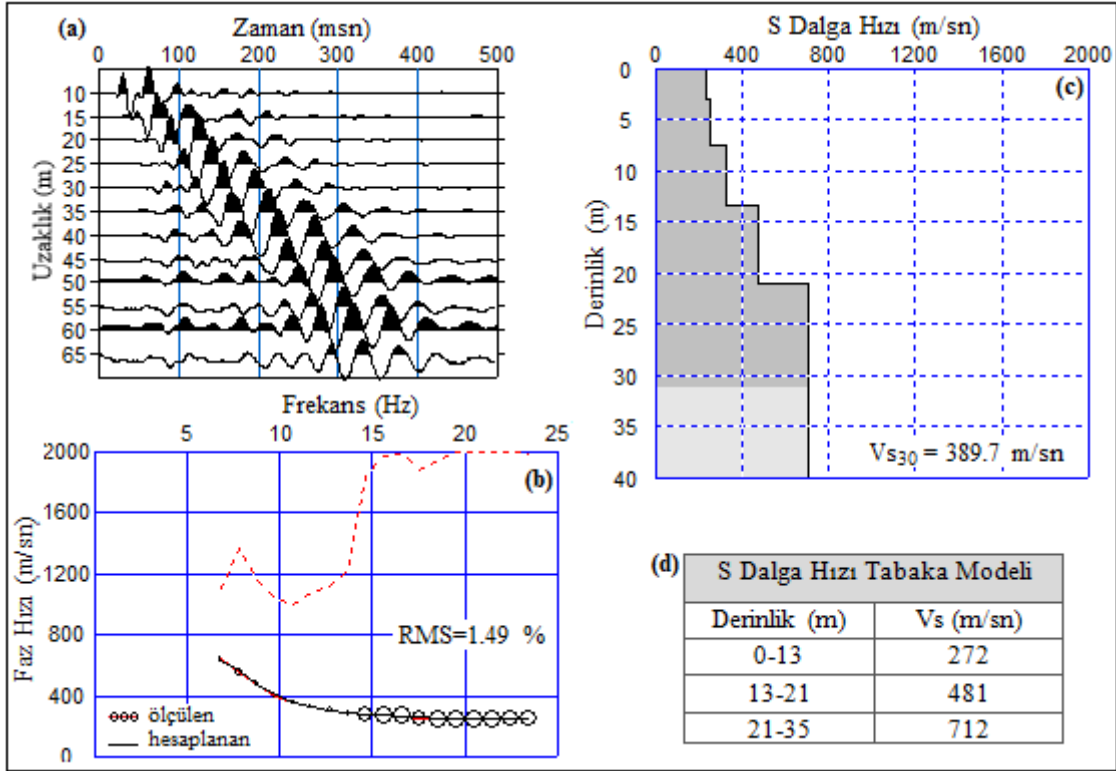 (a)
Zaman (msn)
0 100 200 300 400 500
Uzaklık (m)
10
15
20
25
30
35
40
45
50
55
60
65
Frekans (Hz)
5 10 15 20 25
(b)
Faz Hızı (m/sn)
2000
1600
1200
800
400
0
RMS=1.49 %
ölçülen
hesaplanan
S Dalga Hızı (m/sn)
0 400 800 1200 1600 2000
(c)
Derinlik (m)
0
5
10
15
20
25
30
35
40
Vs30 = 389.7 m/sn
(d)
S Dalga Hızı Tabaka Modeli
Derinlik (m) Vs (m/sn)
0-13 272
13-21 481
21-35 712